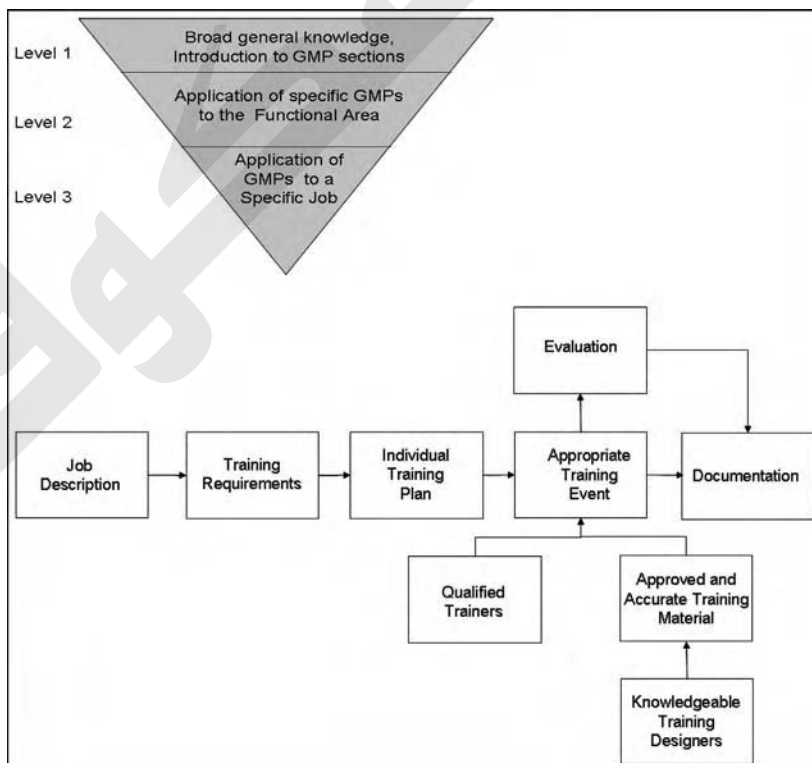 Level 1
Broad general knowledge,
Introduction to GMP sections
Level 2
Application of specific GMPs
to the Functional Area
Level 3
Application of
GMPs to a
Specific Job
Evaluation
Job
Description
Training
Requirements
Individual
Training
Plan
Appropriate
Training
Event
Documentation
Qualified
Trainers
Approved and
Accurate Training
Material
Knowledgeable
Training
Designers